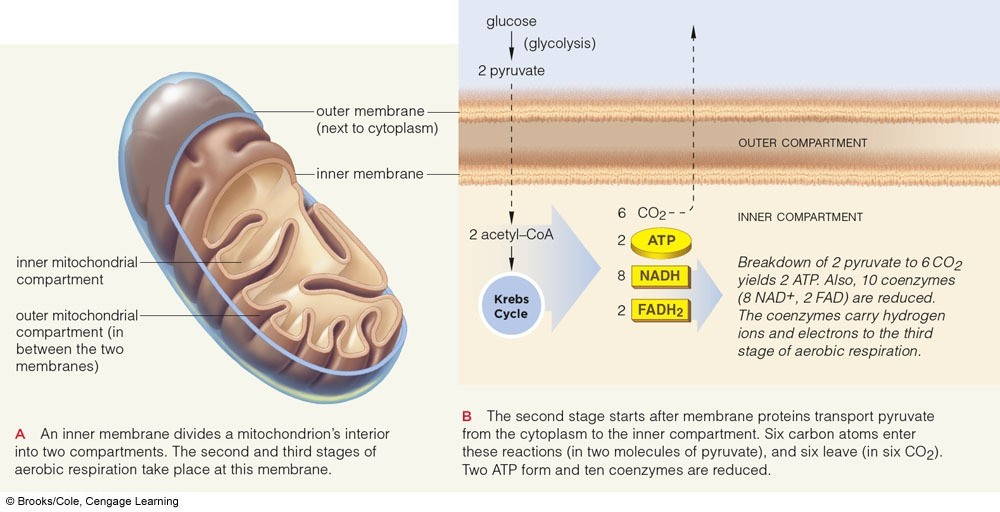 outer membrane
(next to cytoplasm)
inner membrane
inner mitochondrial
compartment
outer mitochondrial
compartment (in
between the two
membranes)
A An inner membrane divides a mitochondrion's interior
into two compartments. The second and third stages of
aerobic respiration take place at this membrane.
glucose
(glycolysis)
2 pyruvate
OUTER COMPARTMENT
INNER COMPARTMENT
2 acetyl–CoA
Krebs
Cycle
6 CO₂
2 ATP
8 NADH
2 FADH₂
Breakdown of 2 pyruvate to 6 CO₂
yields 2 ATP. Also, 10 coenzymes
(8 NAD+, 2 FAD) are reduced.
The coenzymes carry hydrogen
ions and electrons to the third
stage of aerobic respiration.
B The second stage starts after membrane proteins transport pyruvate
from the cytoplasm to the inner compartment. Six carbon atoms enter
these reactions (in two molecules of pyruvate), and six leave (in six CO₂).
Two ATP form and ten coenzymes are reduced.
© Brooks/Cole, Cengage Learning